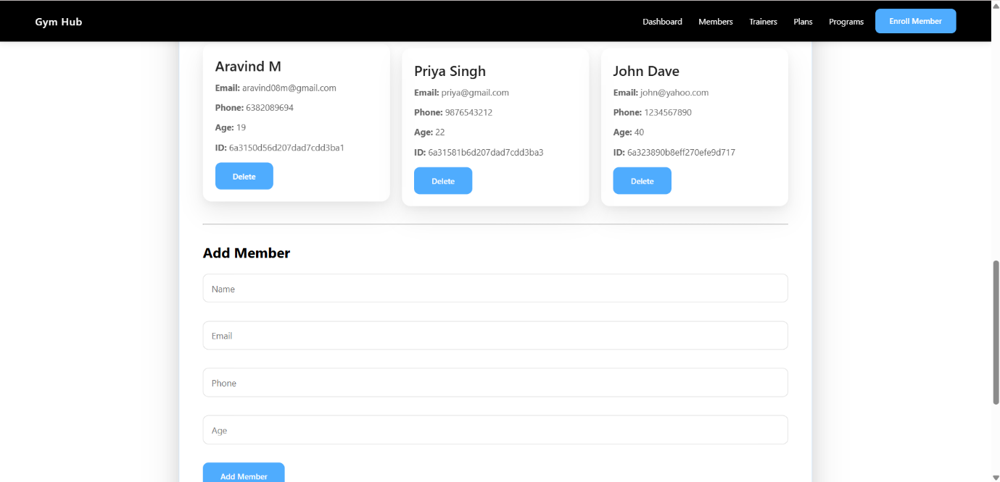 Gym Hub
Dashboard
Members
Trainers
Plans
Programs
Enroll Member
Aravind M
Email: aravind08m@gmail.com
Phone: 6382089694
Age: 19
ID: 6a3150d56d207dad7cdd3ba1
Delete
Priya Singh
Email: priya@gmail.com
Phone: 9876543212
Age: 22
ID: 6a31581b6d207dad7cdd3ba3
Delete
John Dave
Email: john@yahoo.com
Phone: 1234567890
Age: 40
ID: 6a323890b8eff270efe9d717
Delete
Add Member
Name
Email
Phone
Age
Add Member